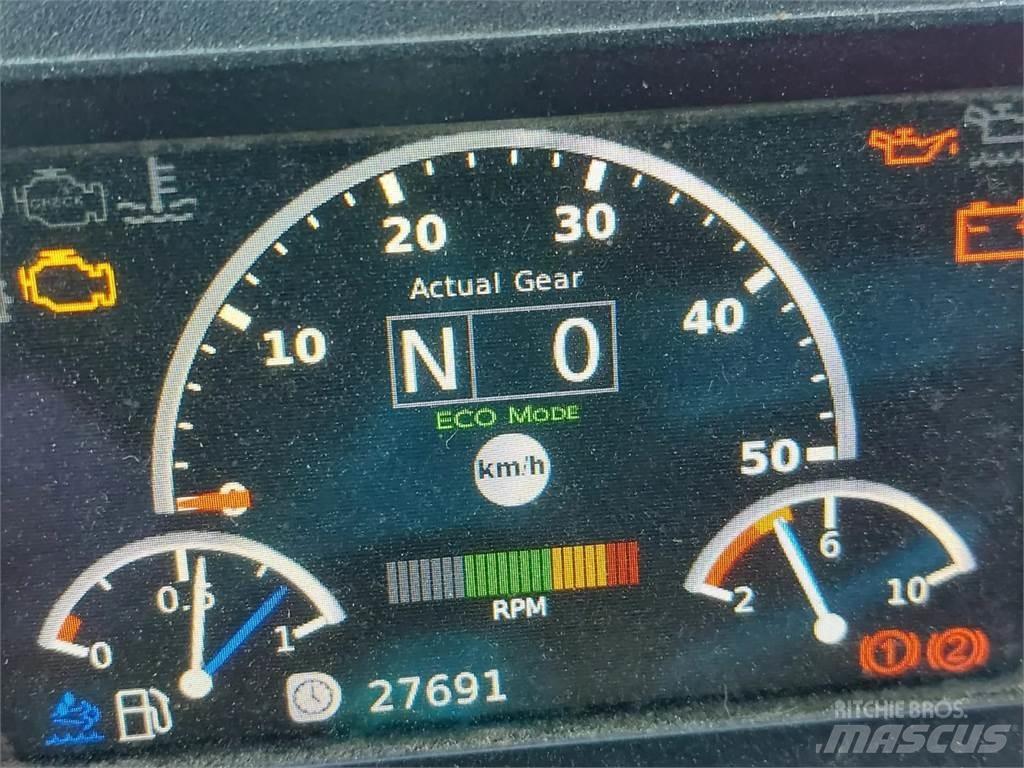 CHECK
20
30
10
40
Actual Gear
N 0
ECO MODE
km/h
50
0.5
0
1
RPM
2
6
10
1 2
27691
RITCHIE BROS.
MASCUS